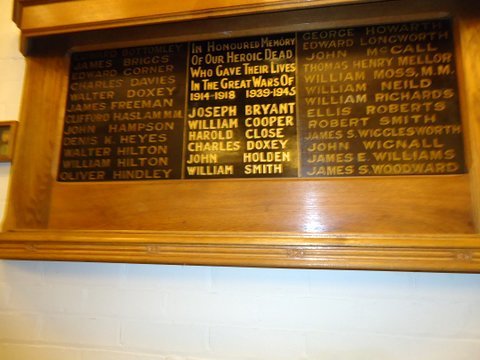 BOTTOMLEY
JAMES BRIGGS
EDWARD CORNER
CHARLES DAVIES
WALTER DOXEY
JAMES FREEMAN
CLIFFORD HASLAM M.M.
JOHN HAMPSON
DENIS K. HEYES
WALTER HILTON
WILLIAM HILTON
OLIVER HINDLEY
IN HONOURED MEMORY
OF OUR HEROIC DEAD
WHO GAVE THEIR LIVES
IN THE GREAT WARS OF
1914-1918 1939-1945
JOSEPH BRYANT
WILLIAM COOPER
HAROLD CLOSE
CHARLES DOXEY
JOHN HOLDEN
WILLIAM SMITH
GEORGE HOWARTH
EDWARD LONGWORTH
JOHN McCALL
THOMAS HENRY MELLOR
WILLIAM MOSS, M.M.
WILLIAM NEILD
WILLIAM RICHARDS
ELLIS ROBERTS
ROBERT SMITH
JAMES S. WIGGLESWORTH
JOHN WIGNALL
JAMES E. WILLIAMS
JAMES S. WOODWARD